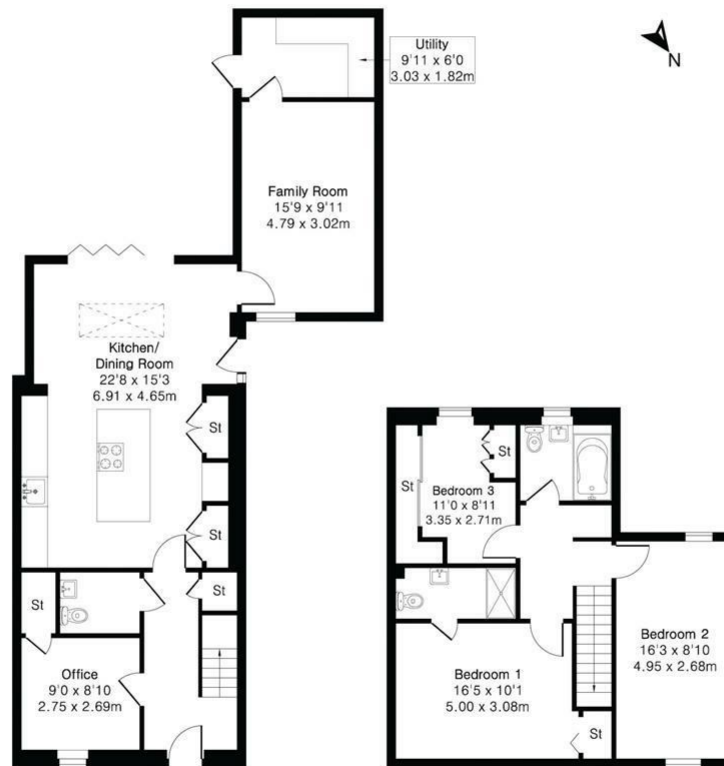 Utility
9'11 x 6'0
3.03 x 1.82m
N
Family Room
15'9 x 9'11
4.79 x 3.02m
Kitchen/
Dining Room
22'8 x 15'3
6.91 x 4.65m
St
St
St
St
Office
9'0 x 8'10
2.75 x 2.69m
St
St
Bedroom 3
11'0 x 8'11
3.35 x 2.71m
Bedroom 2
16'3 x 8'10
4.95 x 2.68m
Bedroom 1
16'5 x 10'1
5.00 x 3.08m
St